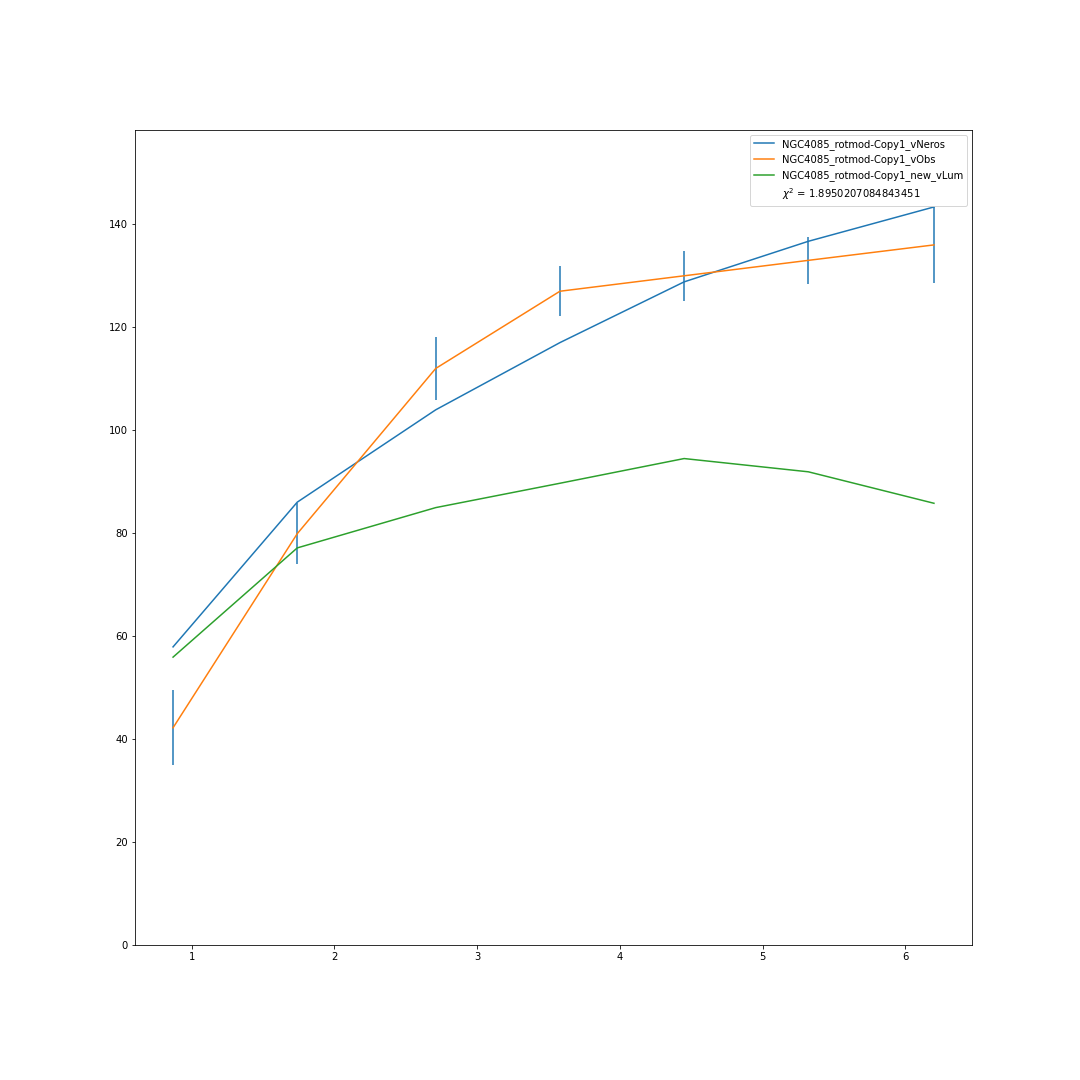 NGC4085_rotmod-Copy1_vNeros
NGC4085_rotmod-Copy1_vObs
NGC4085_rotmod-Copy1_new_vLum
χ² = 1.8950207084843451
140
120
100
80
60
40
20
0
1 2 3 4 5 6